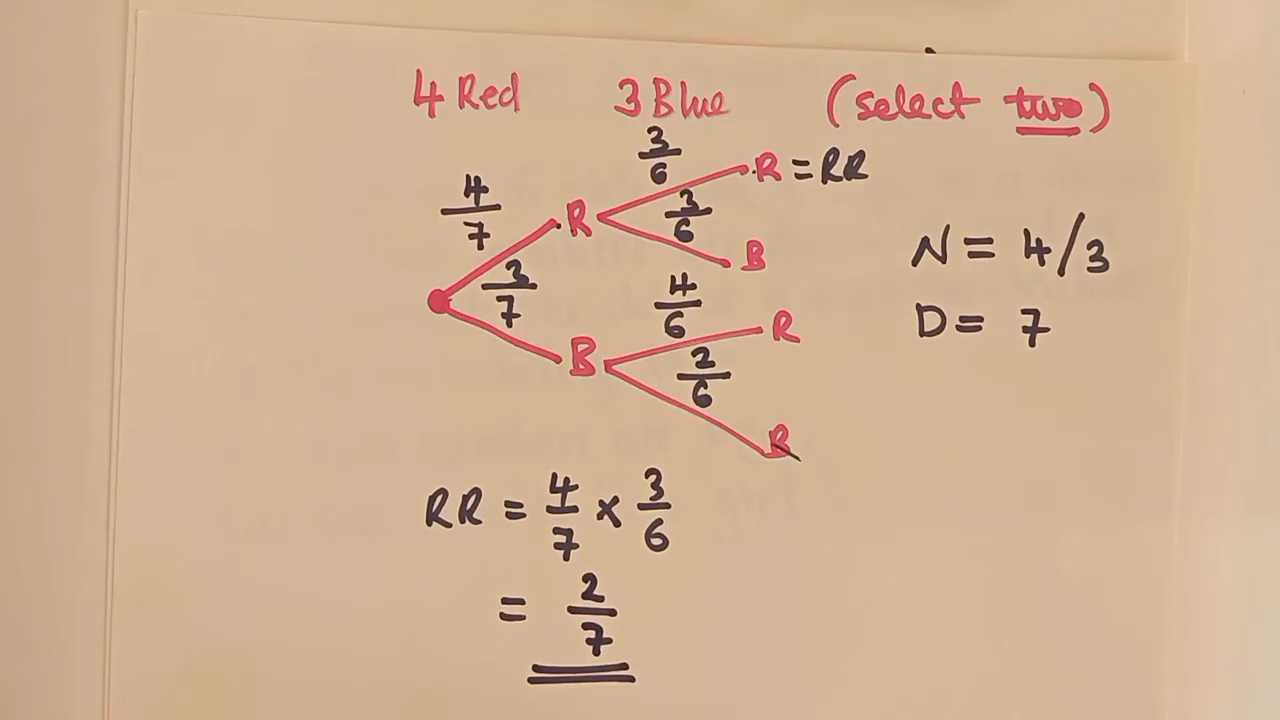 4 Red 3 Blue (select two)
3/6
R = RR
4/7
R
3/6
B
3/7
4/6
R
B
2/6
B
N = 4/3
D = 7
RR = 4/7 × 3/6
= 2/7